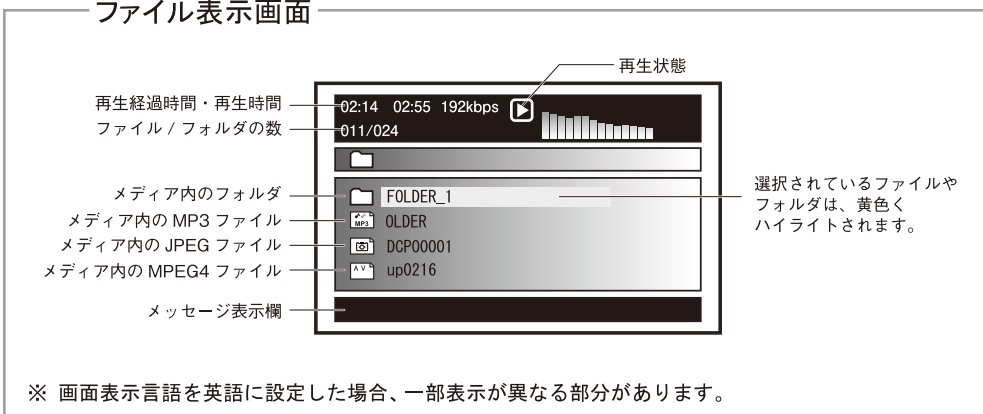 ファイル表示画面
再生状態
再生経過時間・再生時間
02:14 02:55 192kbps
ファイル / フォルダの数
011/024
メディア内のフォルダ
FOLDER_1
選択されているファイルや
フォルダは、黄色く
ハイライトされます。
メディア内の MP3 ファイル
MP3
OLDER
メディア内の JPEG ファイル
DCP00001
メディア内の MPEG4 ファイル
A V
up0216
メッセージ表示欄
※ 画面表示言語を英語に設定した場合、一部表示が異なる部分があります。